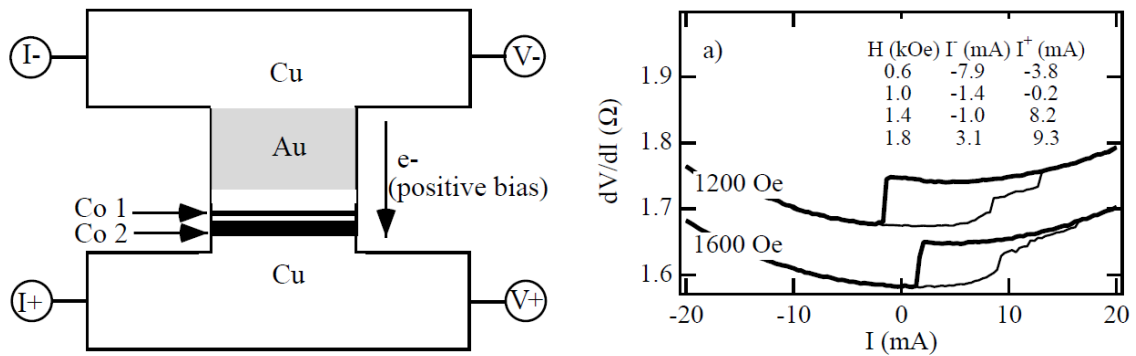 I-
V-
Cu
Au
e-
(positive bias)
Co 1
Co 2
Cu
I+
V+
a)
H (kOe) I⁻ (mA) I⁺ (mA)
0.6 -7.9 -3.8
1.0 -1.4 -0.2
1.4 -1.0 8.2
1.8 3.1 9.3
dV/dI (Ω)
1.9
1.8
1.7
1.6
1200 Oe
1600 Oe
-20 -10 0 10 20
I (mA)